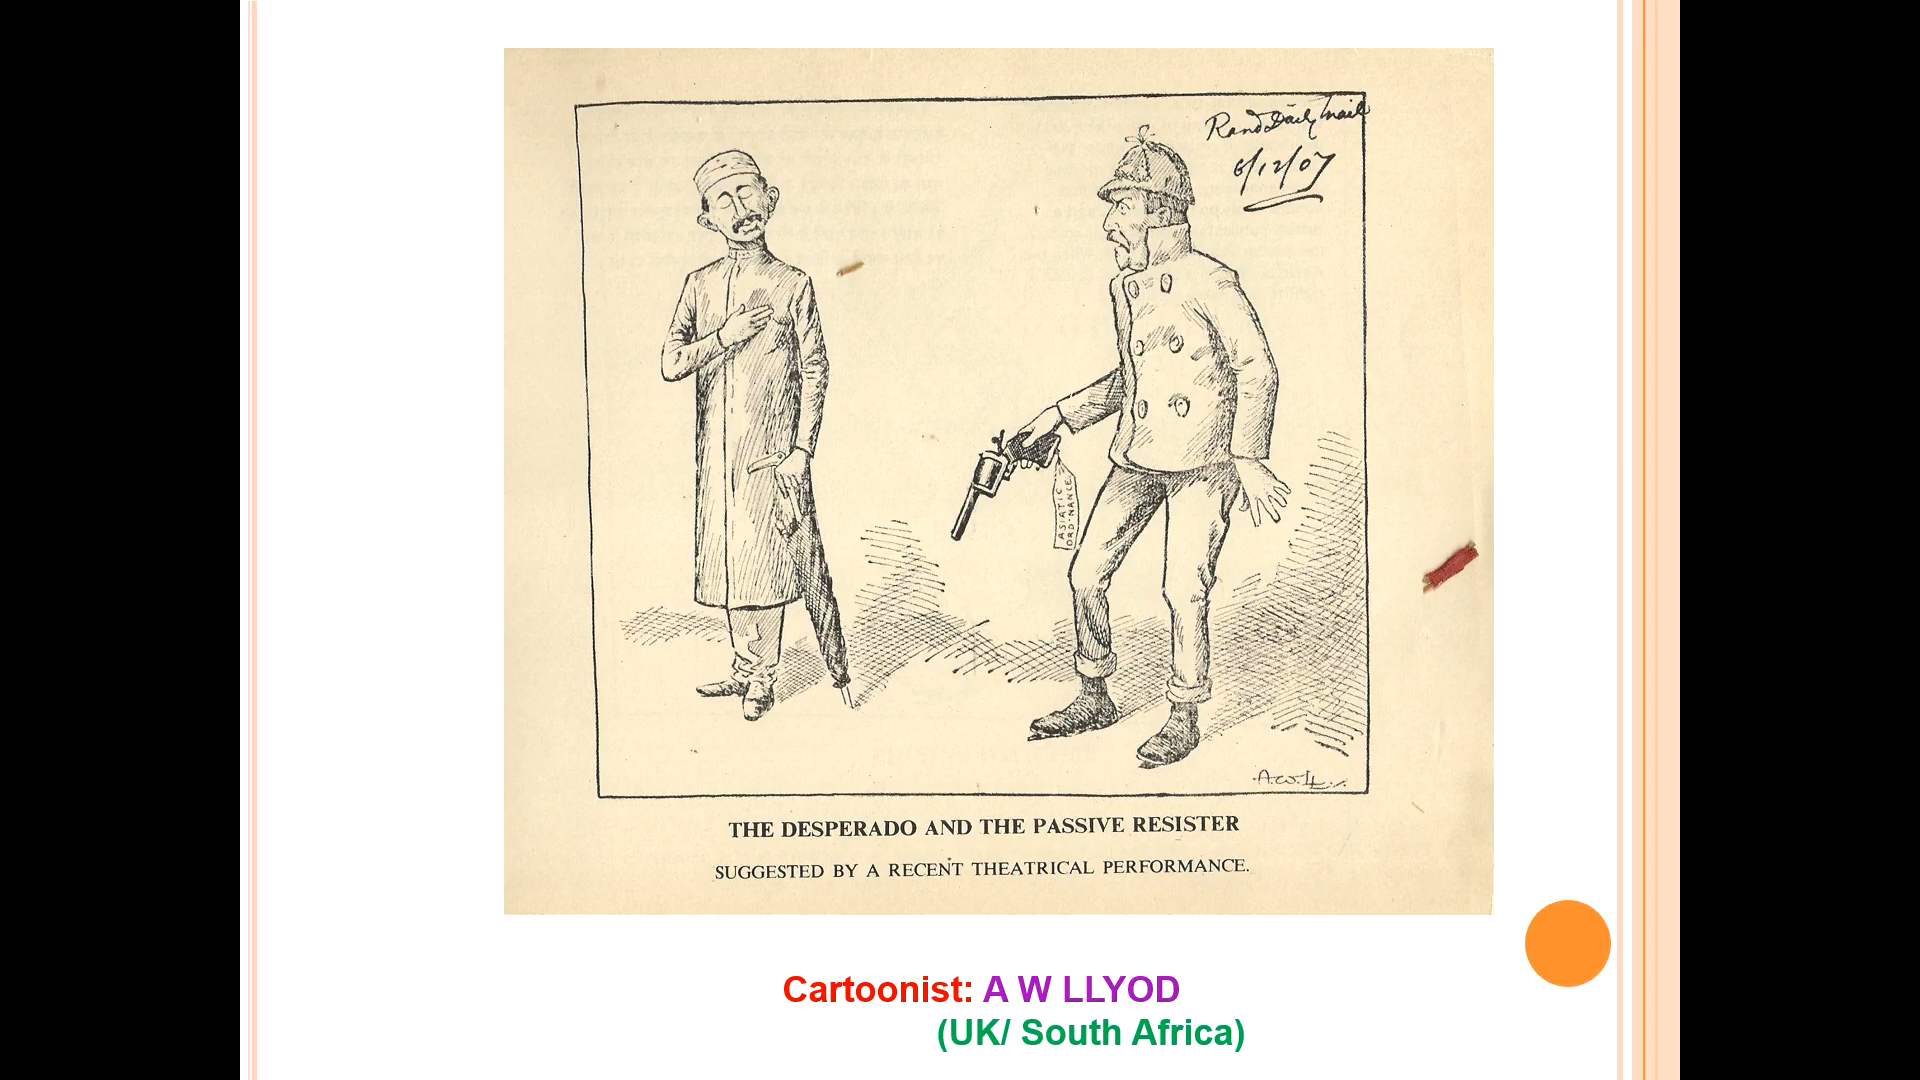 Rand Daily Mail
6/12/07
ASIATIC
ORDINANCE
A.W.LL.
THE DESPERADO AND THE PASSIVE RESISTER
SUGGESTED BY A RECENT THEATRICAL PERFORMANCE.
Cartoonist: A W LLYOD
(UK/ South Africa)